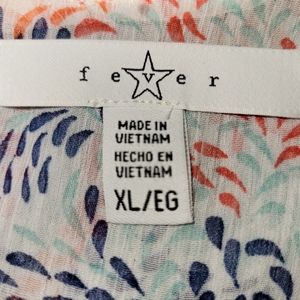 fever
MADE IN
VIETNAM
HECHO EN
VIETNAM
XL/EG